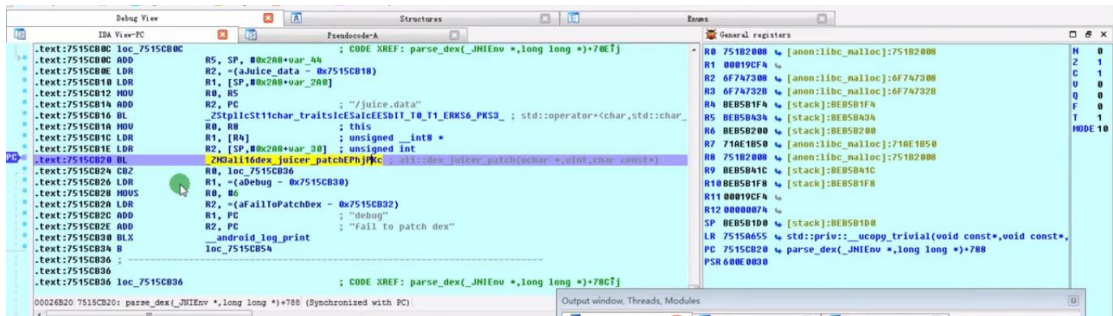 Debug View
Structures
Enums
IDA View-PC
Pseudocode-A
General registers
.text:7515CB0C loc_7515CB0C ; CODE XREF: parse_dex(_JNIEnv *,long long *)+70E↑j
.text:7515CB0C ADD R5, SP, #0x2A8+var_44
.text:7515CB0E LDR R2, =(aJuice_data - 0x7515CB18)
.text:7515CB10 LDR R1, [SP,#0x2A8+var_2A0]
.text:7515CB12 MOV R0, R5
.text:7515CB14 ADD R2, PC ; "/juice.data"
.text:7515CB16 BL _ZStplIcSt11char_traitsIcESaIcEESbIT_T0_T1_ERKS6_PKS3_ ; std::operator+<char,std::char_
.text:7515CB1A MOV R0, R8 ; this
.text:7515CB1C LDR R1, [R4] ; unsigned __int8 *
.text:7515CB1E LDR R2, [SP,#0x2A8+var_30] ; unsigned int
.text:7515CB20 BL _ZN3ali16dex_juicer_patchEPhjPKc ; ali::dex_juicer_patch(uchar *,uint,char const*)
.text:7515CB24 CBZ R0, loc_7515CB36
.text:7515CB26 LDR R1, =(aDebug - 0x7515CB30)
.text:7515CB28 MOVS R0, #6
.text:7515CB2A LDR R2, =(aFailToPatchDex - 0x7515CB32)
.text:7515CB2C ADD R1, PC ; "debug"
.text:7515CB2E ADD R2, PC ; "Fail to patch dex"
.text:7515CB30 BLX __android_log_print
.text:7515CB34 B loc_7515CB54
.text:7515CB36 ; ---------------------------------------------------------------------------
.text:7515CB36
.text:7515CB36 loc_7515CB36 ; CODE XREF: parse_dex(_JNIEnv *,long long *)+78C↑j
00026B20 7515CB20: parse_dex(_JNIEnv *,long long *)+788 (Synchronized with PC)
PC
R0 751B2008 [anon:libc_malloc]:751B2008
R1 00019CF4
R2 6F747308 [anon:libc_malloc]:6F747308
R3 6F74732B [anon:libc_malloc]:6F74732B
R4 BEB5B1F4 [stack]:BEB5B1F4
R5 BEB5B434 [stack]:BEB5B434
R6 BEB5B200 [stack]:BEB5B200
R7 71AE1B50 [anon:libc_malloc]:71AE1B50
R8 751B2008 [anon:libc_malloc]:751B2008
R9 BEB5B41C [stack]:BEB5B41C
R10 BEB5B1F8 [stack]:BEB5B1F8
R11 00019CF4
R12 00000074
SP BEB5B1D0 [stack]:BEB5B1D0
LR 7515A655 std::priv::__ucopy_trivial(void const*,void const*,
PC 7515CB20 parse_dex(_JNIEnv *,long long *)+788
PSR 600E0030
N 0
Z 1
C 1
V 0
Q 0
F 0
T 1
MODE 10
Output window, Threads, Modules